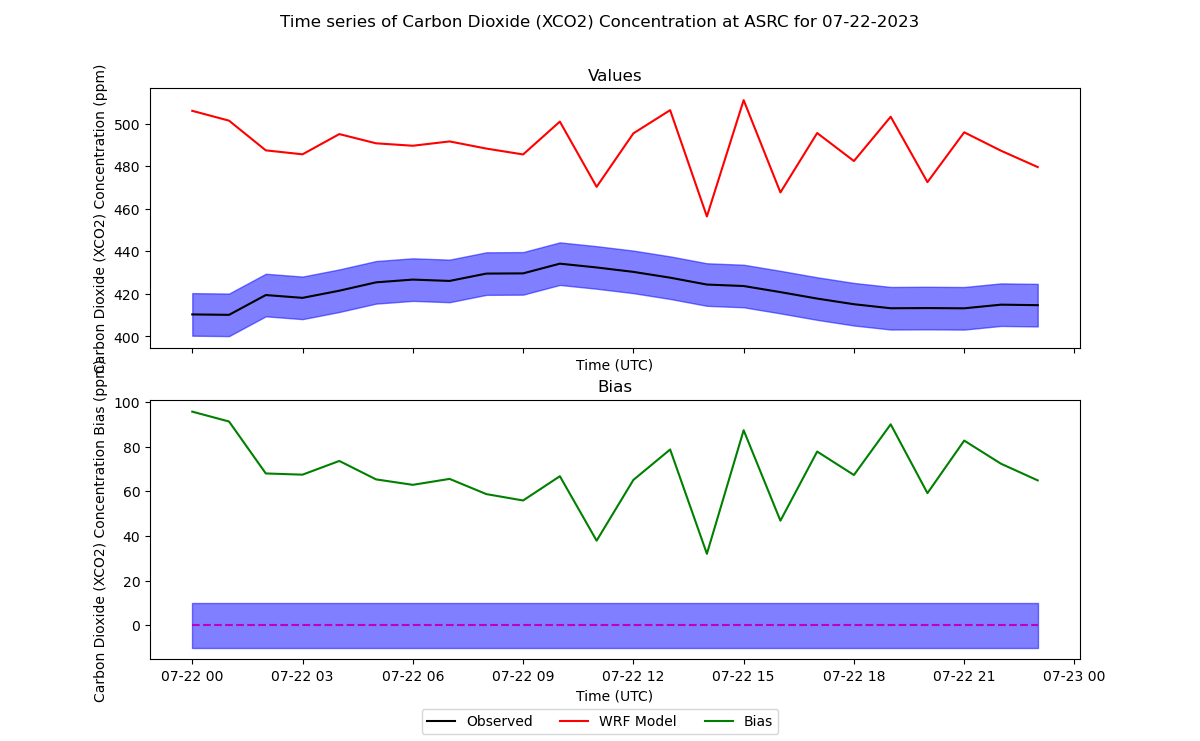 Time series of Carbon Dioxide (XCO2) Concentration at ASRC for 07-22-2023
Values
Carbon Dioxide (XCO2) Concentration (ppm)
500
480
460
440
420
400
Time (UTC)
Bias
Carbon Dioxide (XCO2) Concentration Bias (ppm)
100
80
60
40
20
0
07-22 00 07-22 03 07-22 06 07-22 09 07-22 12 07-22 15 07-22 18 07-22 21 07-23 00
Time (UTC)
Observed WRF Model Bias